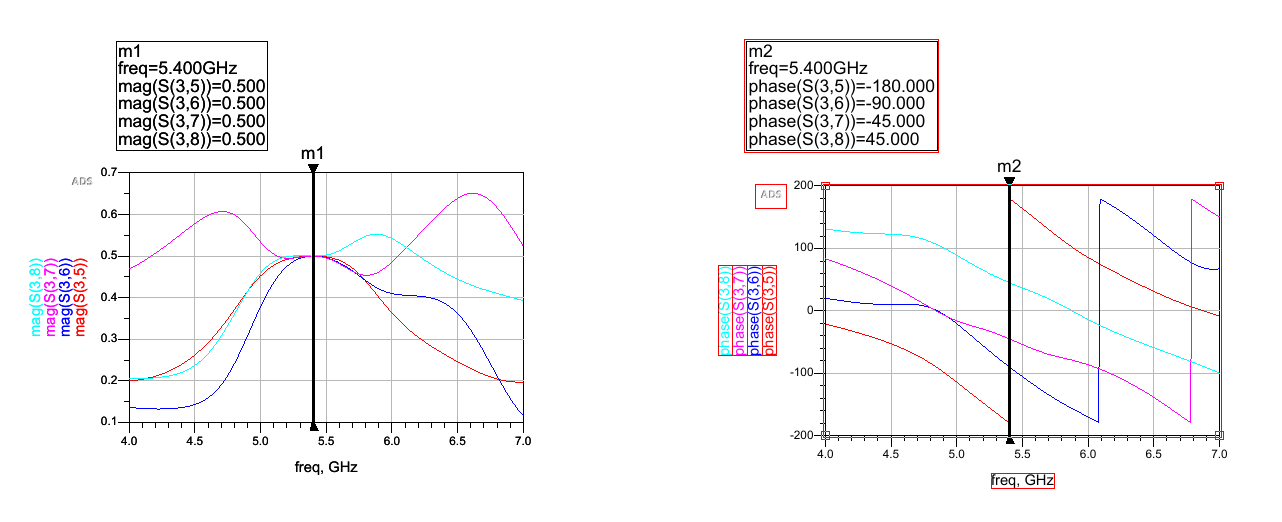 m1
freq=5.400GHz
mag(S(3,5))=0.500
mag(S(3,6))=0.500
mag(S(3,7))=0.500
mag(S(3,8))=0.500
m1
ADS
0.7
0.6
0.5
0.4
0.3
0.2
0.1
mag(S(3,8))
mag(S(3,7))
mag(S(3,6))
mag(S(3,5))
4.0 4.5 5.0 5.5 6.0 6.5 7.0
freq, GHz
m2
freq=5.400GHz
phase(S(3,5))=-180.000
phase(S(3,6))=-90.000
phase(S(3,7))=-45.000
phase(S(3,8))=45.000
m2
ADS
200
100
0
-100
-200
phase(S(3,8))
phase(S(3,7))
phase(S(3,6))
phase(S(3,5))
4.0 4.5 5.0 5.5 6.0 6.5 7.0
freq, GHz